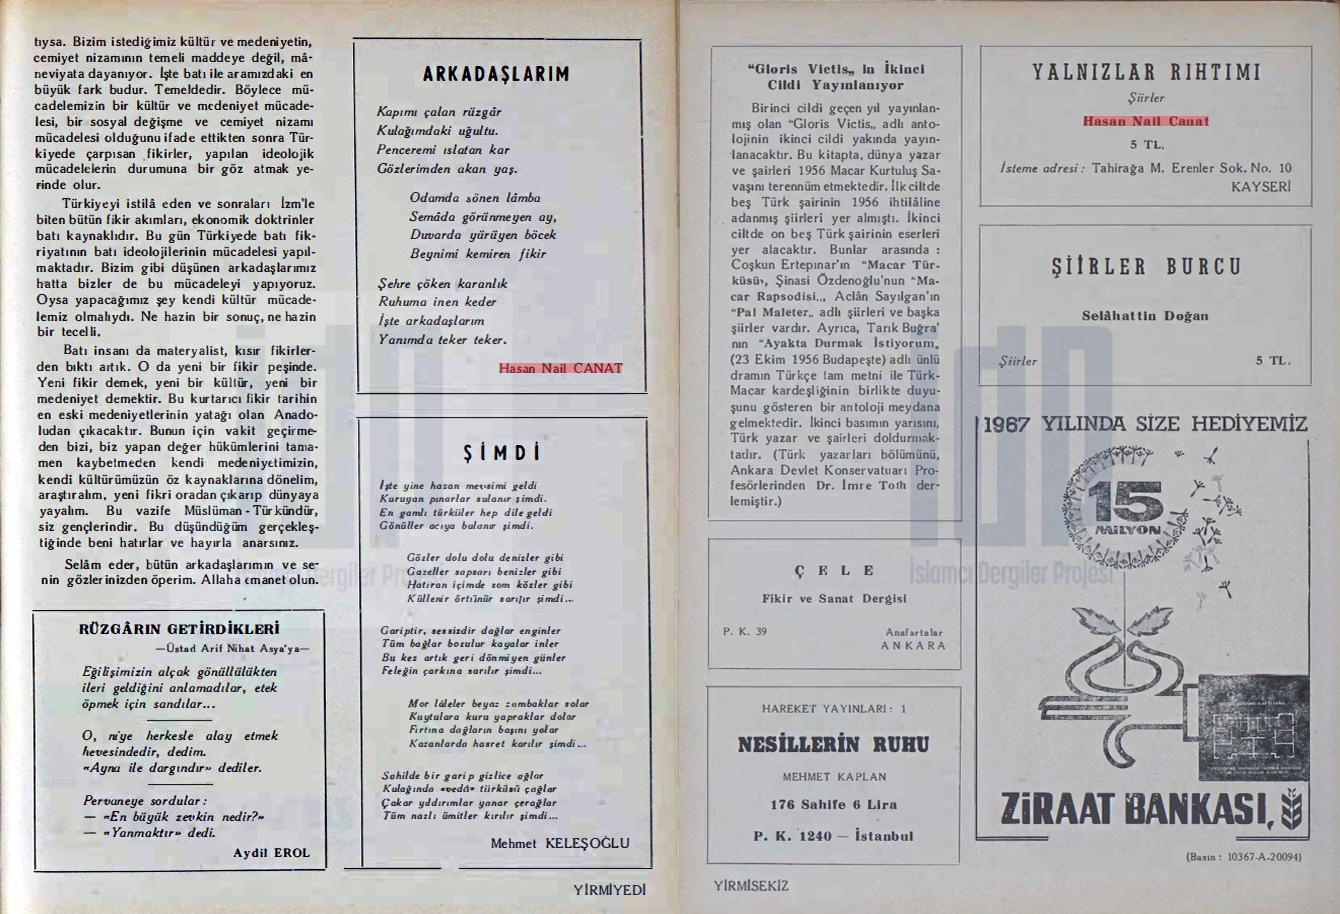 tıysa. Bizim istediğimiz kültür ve medeniyetin,
cemiyet nizamının temeli maddeye değil, mâ-
neviyata dayanıyor. İşte batı ile aramızdaki en
büyük fark budur. Temeldedir. Böylece mü-
cadelemizin bir kültür ve medeniyet mücade-
lesi, bir sosyal değişme ve cemiyet nizamı
mücadelesi olduğunu ifade ettikten sonra Tür-
kiyede çarpısan fikirler, yapılan ideolojik
mücadelelerin durumuna bir göz atmak ye-
rinde olur.
Türkiyeyi istilâ eden ve sonraları İzm'le
biten bütün fikir akımları, ekonomik doktrinler
batı kaynaklıdır. Bu gün Türkiyede batı fik-
riyatının batı ideolojilerinin mücadelesi yapıl-
maktadır. Bizim gibi düşünen arkadaşlarımız
hatta bizler de bu mücadeleyi yapıyoruz.
Oysa yapacağımız şey kendi kültür mücade-
lemiz olmalıydı. Ne hazin bir sonuç, ne hazin
bir tecelli.
Batı insanı da materyalist, kısır fikirler-
den bıktı artık. O da yeni bir fikir peşinde.
Yeni fikir demek, yeni bir kültür, yeni bir
medeniyet demektir. Bu kurtarıcı fikir tarihin
en eski medeniyetlerinin yatağı olan Anado-
ludan çıkacaktır. Bunun için vakit geçirme-
den bizi, biz yapan değer hükümlerini tama-
men kaybetmeden kendi medeniyetimizin,
kendi kültürümüzün öz kaynaklarına dönelim,
araştıralım, yeni fikri oradan çıkarıp dünyaya
yayalım. Bu vazife Müslüman - Türkündür,
siz gençlerindir. Bu düşündüğüm gerçekleş-
tiğinde beni hatırlar ve hayırla anarsınız.
Selâm eder, bütün arkadaşlarının ve se-
nin gözlerinizden öperim. Allaha emanet olun.
RÜZGÂRIN GETİRDİKLERİ
—Üstad Arif Nihat Asya'ya—
Eğilişimizin alçak gönüllülükten
ileri geldiğini anlamadılar, etek
öpmek için sandılar...
O, niye herkesle alay etmek
hevesindedir, dedim.
«Ayna ile dargındır» dediler.
Pervaneye sordular :
— «En büyük zevkin nedir?»
— «Yanmaktır» dedi.
Aydil EROL
ARKADAŞLARIM
Kapımı çalan rüzgâr
Kulağımdaki uğultu.
Penceremi ıslatan kar
Gözlerimden akan yaş.
Odamda sönen lâmba
Semâda görünmeyen ay,
Duvarda yürüyen böcek
Beynimi kemiren fikir
Şehre çöken karanlık
Ruhuma inen keder
İşte arkadaşlarım
Yanımda teker teker.
Hasan Nail CANAT
ŞİMDİ
İşte yine hazan mevsimi geldi
Kuruyan pınarlar sulanır şimdi.
En gamlı türküler hep dile geldi
Gönüller acıya bulanır şimdi.
Gözler dolu dolu denizler gibi
Gazeller sapsarı benizler gibi
Hatıran içimde som közler gibi
Küllenir örtünür sarılır şimdi...
Gariptir, sessizdir dağlar enginler
Tüm bağlar bozulur kayalar inler
Bu kez artık geri dönmiyen günler
Feleğin çarkına sarılır şimdi...
Mor lâleler beyaz zambaklar solar
Kuytulara kuru yapraklar dolar
Fırtına dağların başını yolar
Kazanlarda hasret karılır şimdi...
Sahilde bir garip gizlice ağlar
Kulağında «vedâ» türküsü çağlar
Çakar yıldırımlar yanar çerağlar
Tüm nazlı ümitler kırılır şimdi...
Mehmet KELEŞOĞLU
YİRMİYEDİ
“Gloris Victis„ in İkinci
Cildi Yayınlanıyor
Birinci cildi geçen yıl yayınlan-
mış olan “Gloris Victis„ adlı anto-
lojinin ikinci cildi yakında yayın-
lanacaktır. Bu kitapta, dünya yazar
ve şairleri 1956 Macar Kurtuluş Sa-
vaşını terennüm etmektedir. İlk ciltde
beş Türk şairinin 1956 ihtilâline
adanmış şiirleri yer almıştı. İkinci
ciltde on beş Türk şairinin eserleri
yer alacaktır. Bunlar arasında :
Coşkun Ertepınar'ın “Macar Tür-
küsü», Şinasi Özdenoğlu'nun “Ma-
car Rapsodisi.,, Aclân Sayılgan'ın
“Pal Maleter„ adlı şiirleri ve başka
şiirler vardır. Ayrıca, Tarık Buğra'
nın “Ayakta Durmak İstiyorum„
(23 Ekim 1956 Budapeşte) adlı ünlü
dramın Türkçe tam metni ile Türk-
Macar kardeşliğinin birlikte duyu-
şunu gösteren bir antoloji meydana
gelmektedir. İkinci basımın yarısını,
Türk yazar ve şairleri doldurmak-
tadır. (Türk yazarları bölümünü,
Ankara Devlet Konservatuarı Pro-
fesörlerinden Dr. İmre Toth der-
lemiştir.)
ÇELE
Fikir ve Sanat Dergisi
P. K. 39
Anafartalar
ANKARA
HAREKET YAYINLARI : 1
NESİLLERİN RUHU
MEHMET KAPLAN
176 Sahife 6 Lira
P. K. 1240 — İstanbul
YİRMİSEKİZ
YALNIZLAR RIHTIMI
Şiirler
Hasan Nail Canat
5 TL.
İsteme adresi : Tahirağa M. Erenler Sok. No. 10
KAYSERİ
ŞİİRLER BURCU
Selâhattin Doğan
Şiirler 5 TL.
1967 YILINDA SİZE HEDİYEMİZ
15
MİLYON
ZİRAAT BANKASI,
(Basın : 10367-A-20094)
idp
İslamcı Dergiler Projesi